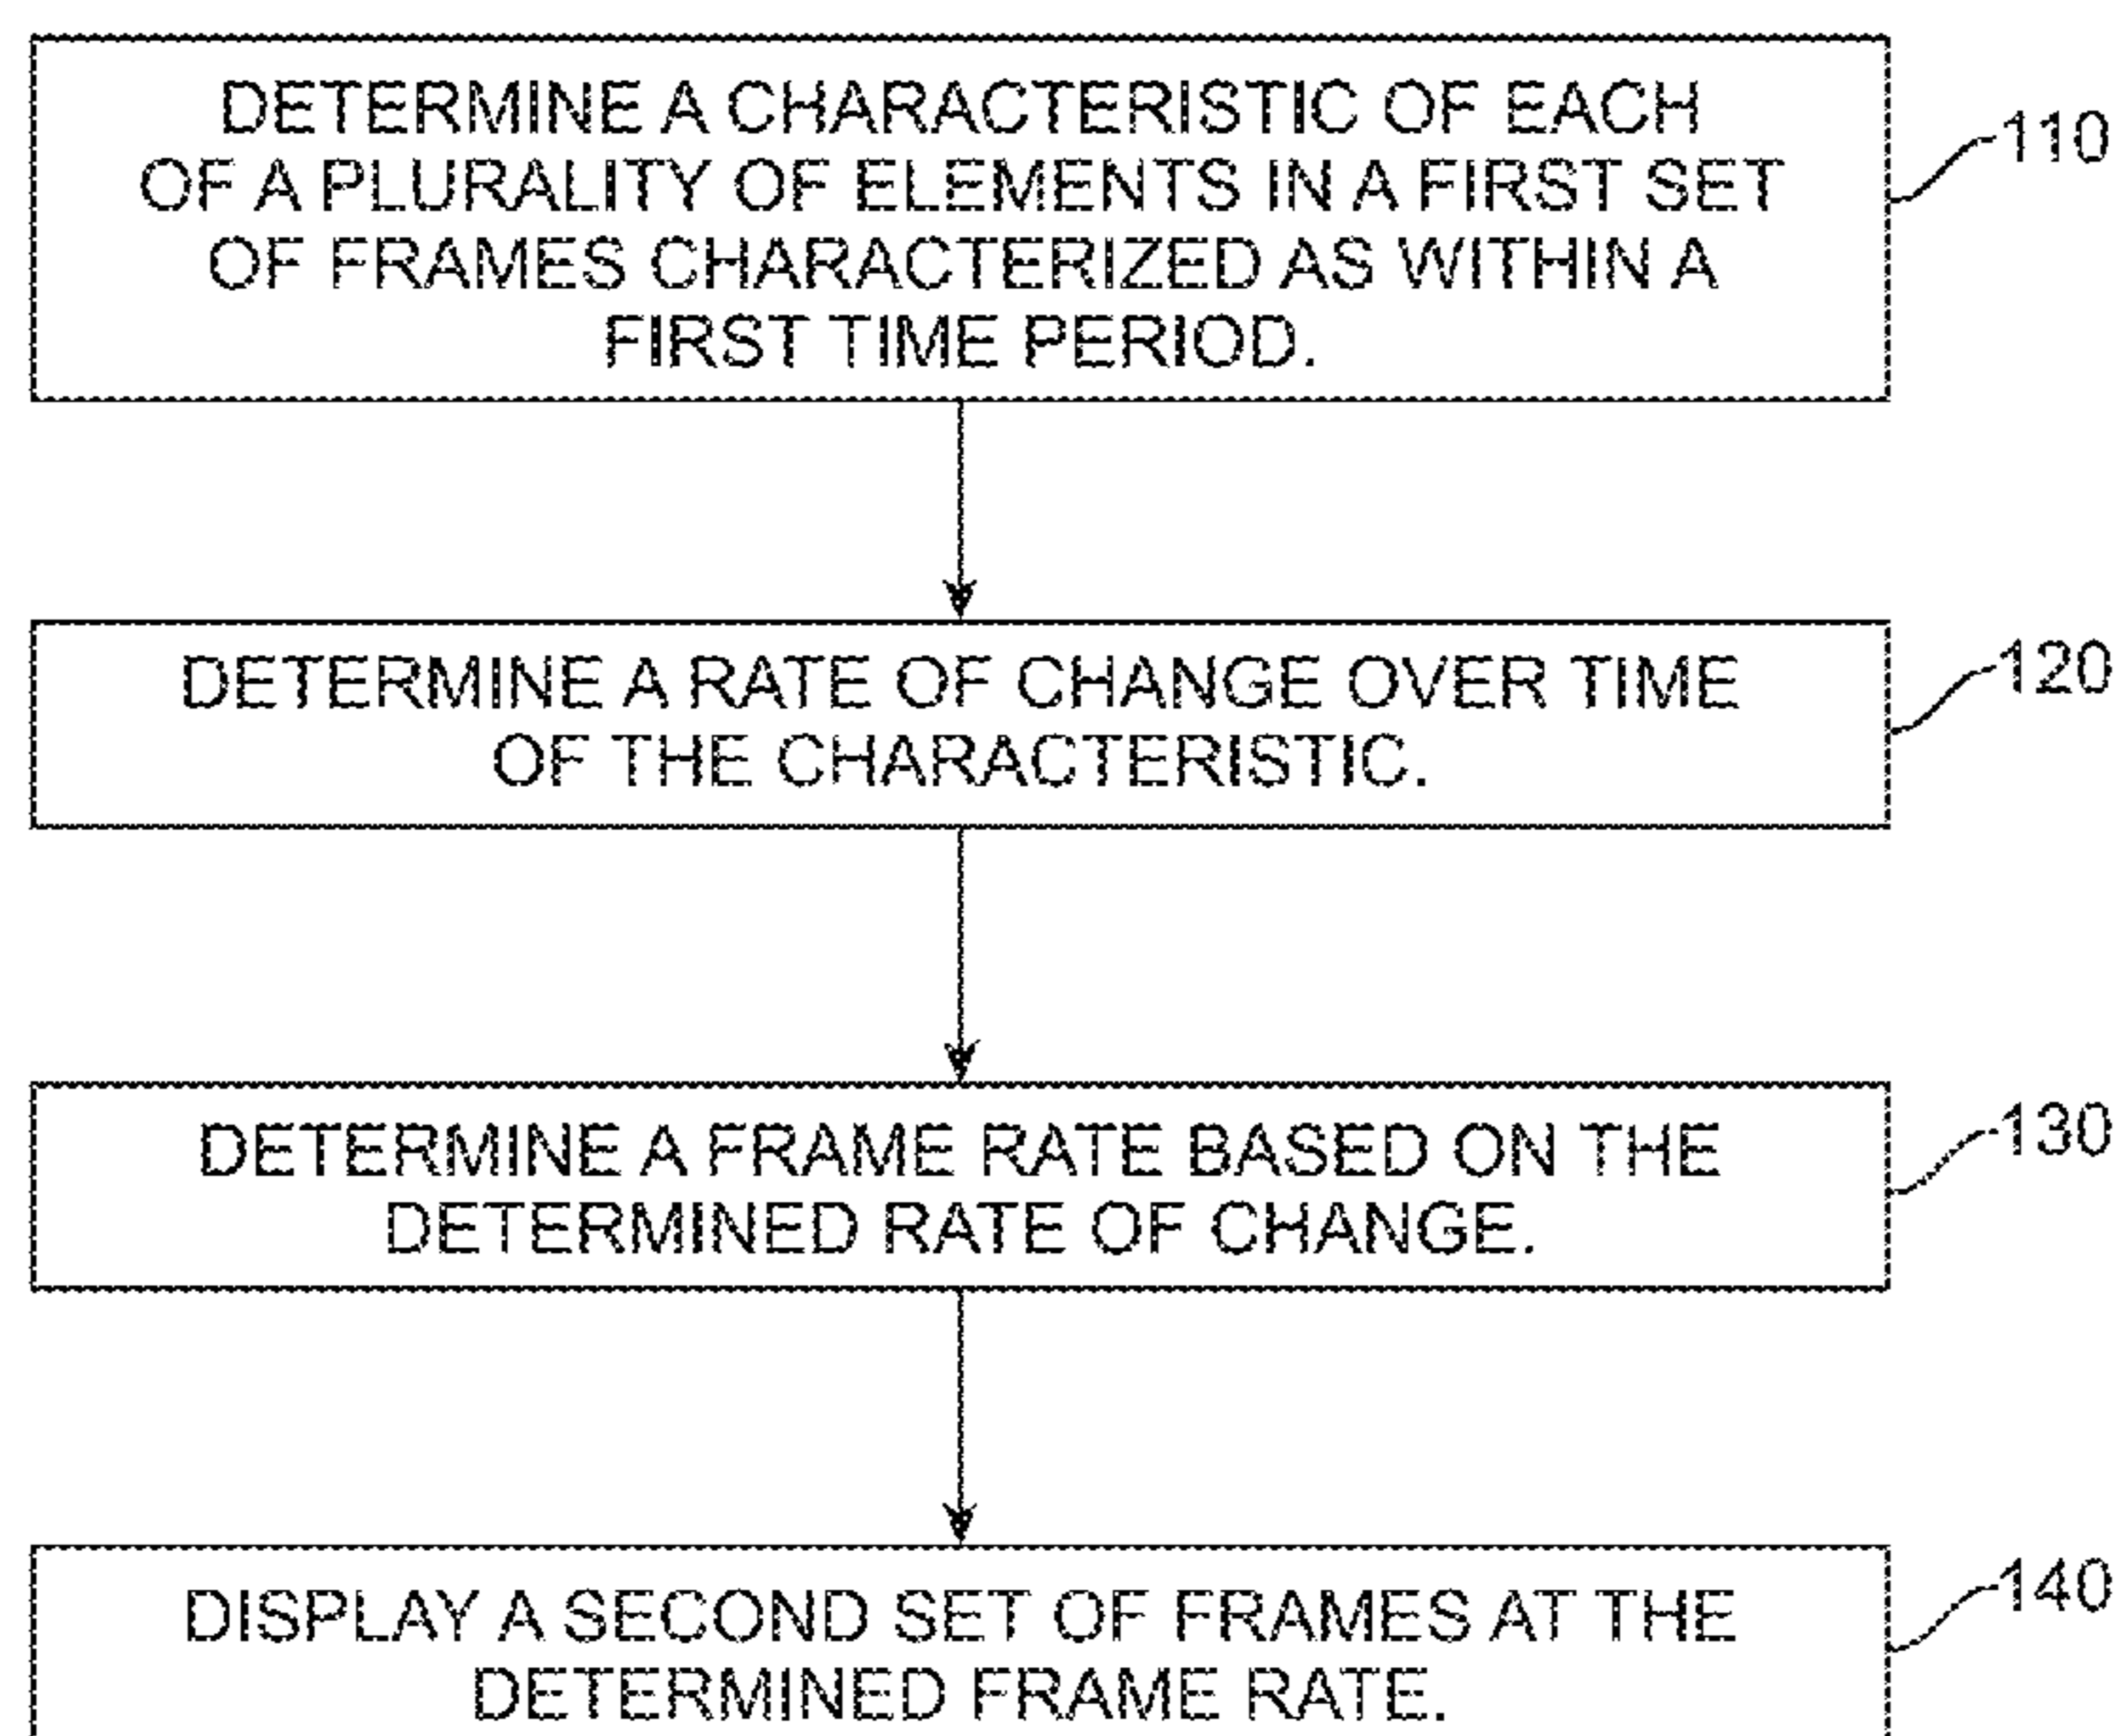 DETERMINE A CHARACTERISTIC OF EACH
OF A PLURALITY OF ELEMENTS IN A FIRST SET
OF FRAMES CHARACTERIZED AS WITHIN A
FIRST TIME PERIOD.
110
DETERMINE A RATE OF CHANGE OVER TIME
OF THE CHARACTERISTIC.
120
DETERMINE A FRAME RATE BASED ON THE
DETERMINED RATE OF CHANGE.
130
DISPLAY A SECOND SET OF FRAMES AT THE
DETERMINED FRAME RATE.
140